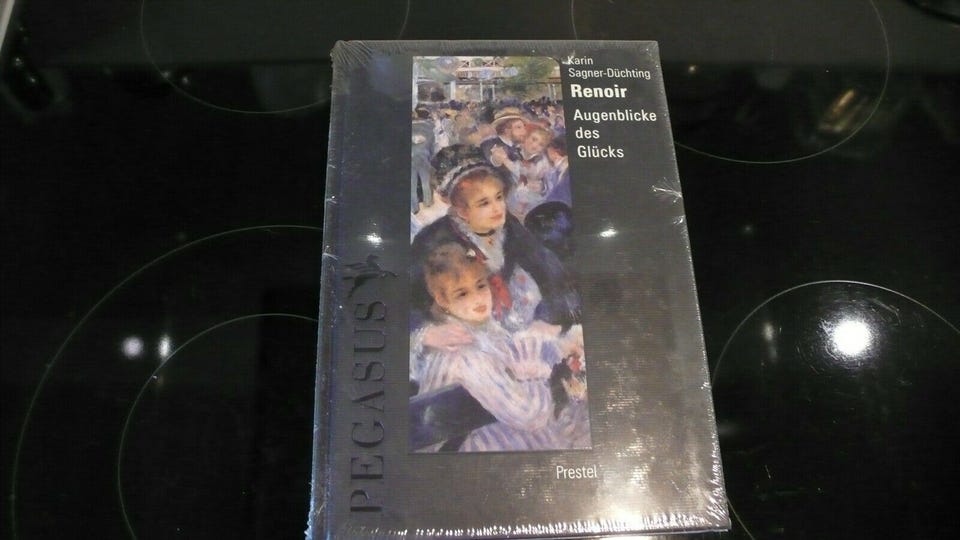 Karin
Sagner-Düchting
Renoir
Augenblicke
des
Glücks
PEGASUS
Prestel